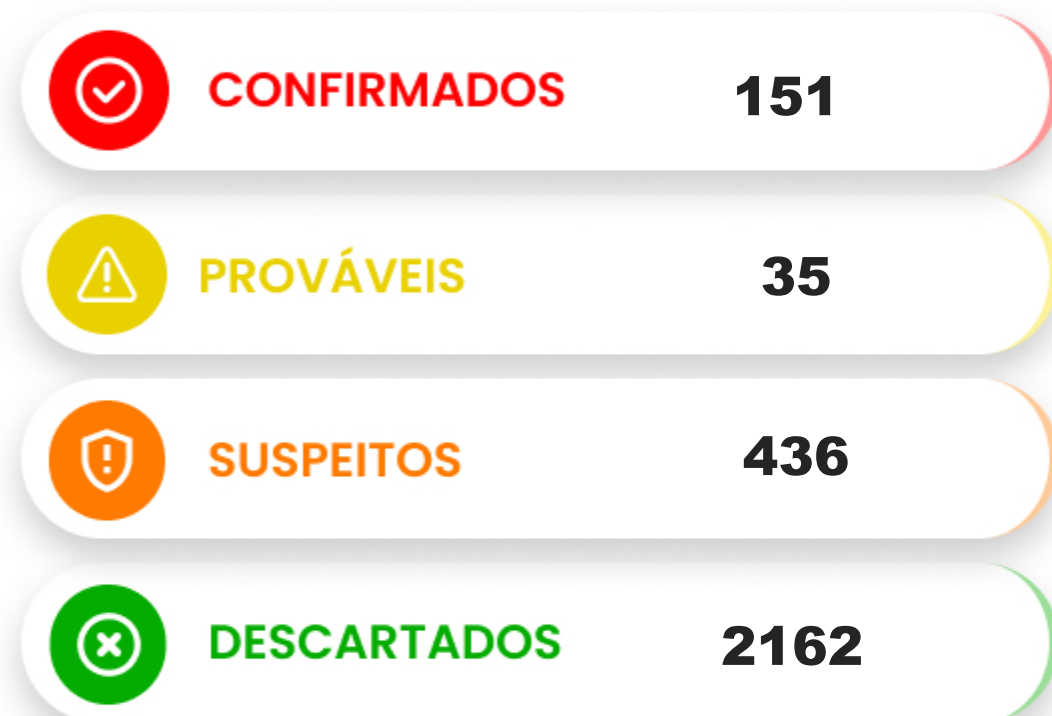 CONFIRMADOS 151
PROVÁVEIS 35
SUSPEITOS 436
DESCARTADOS 2162